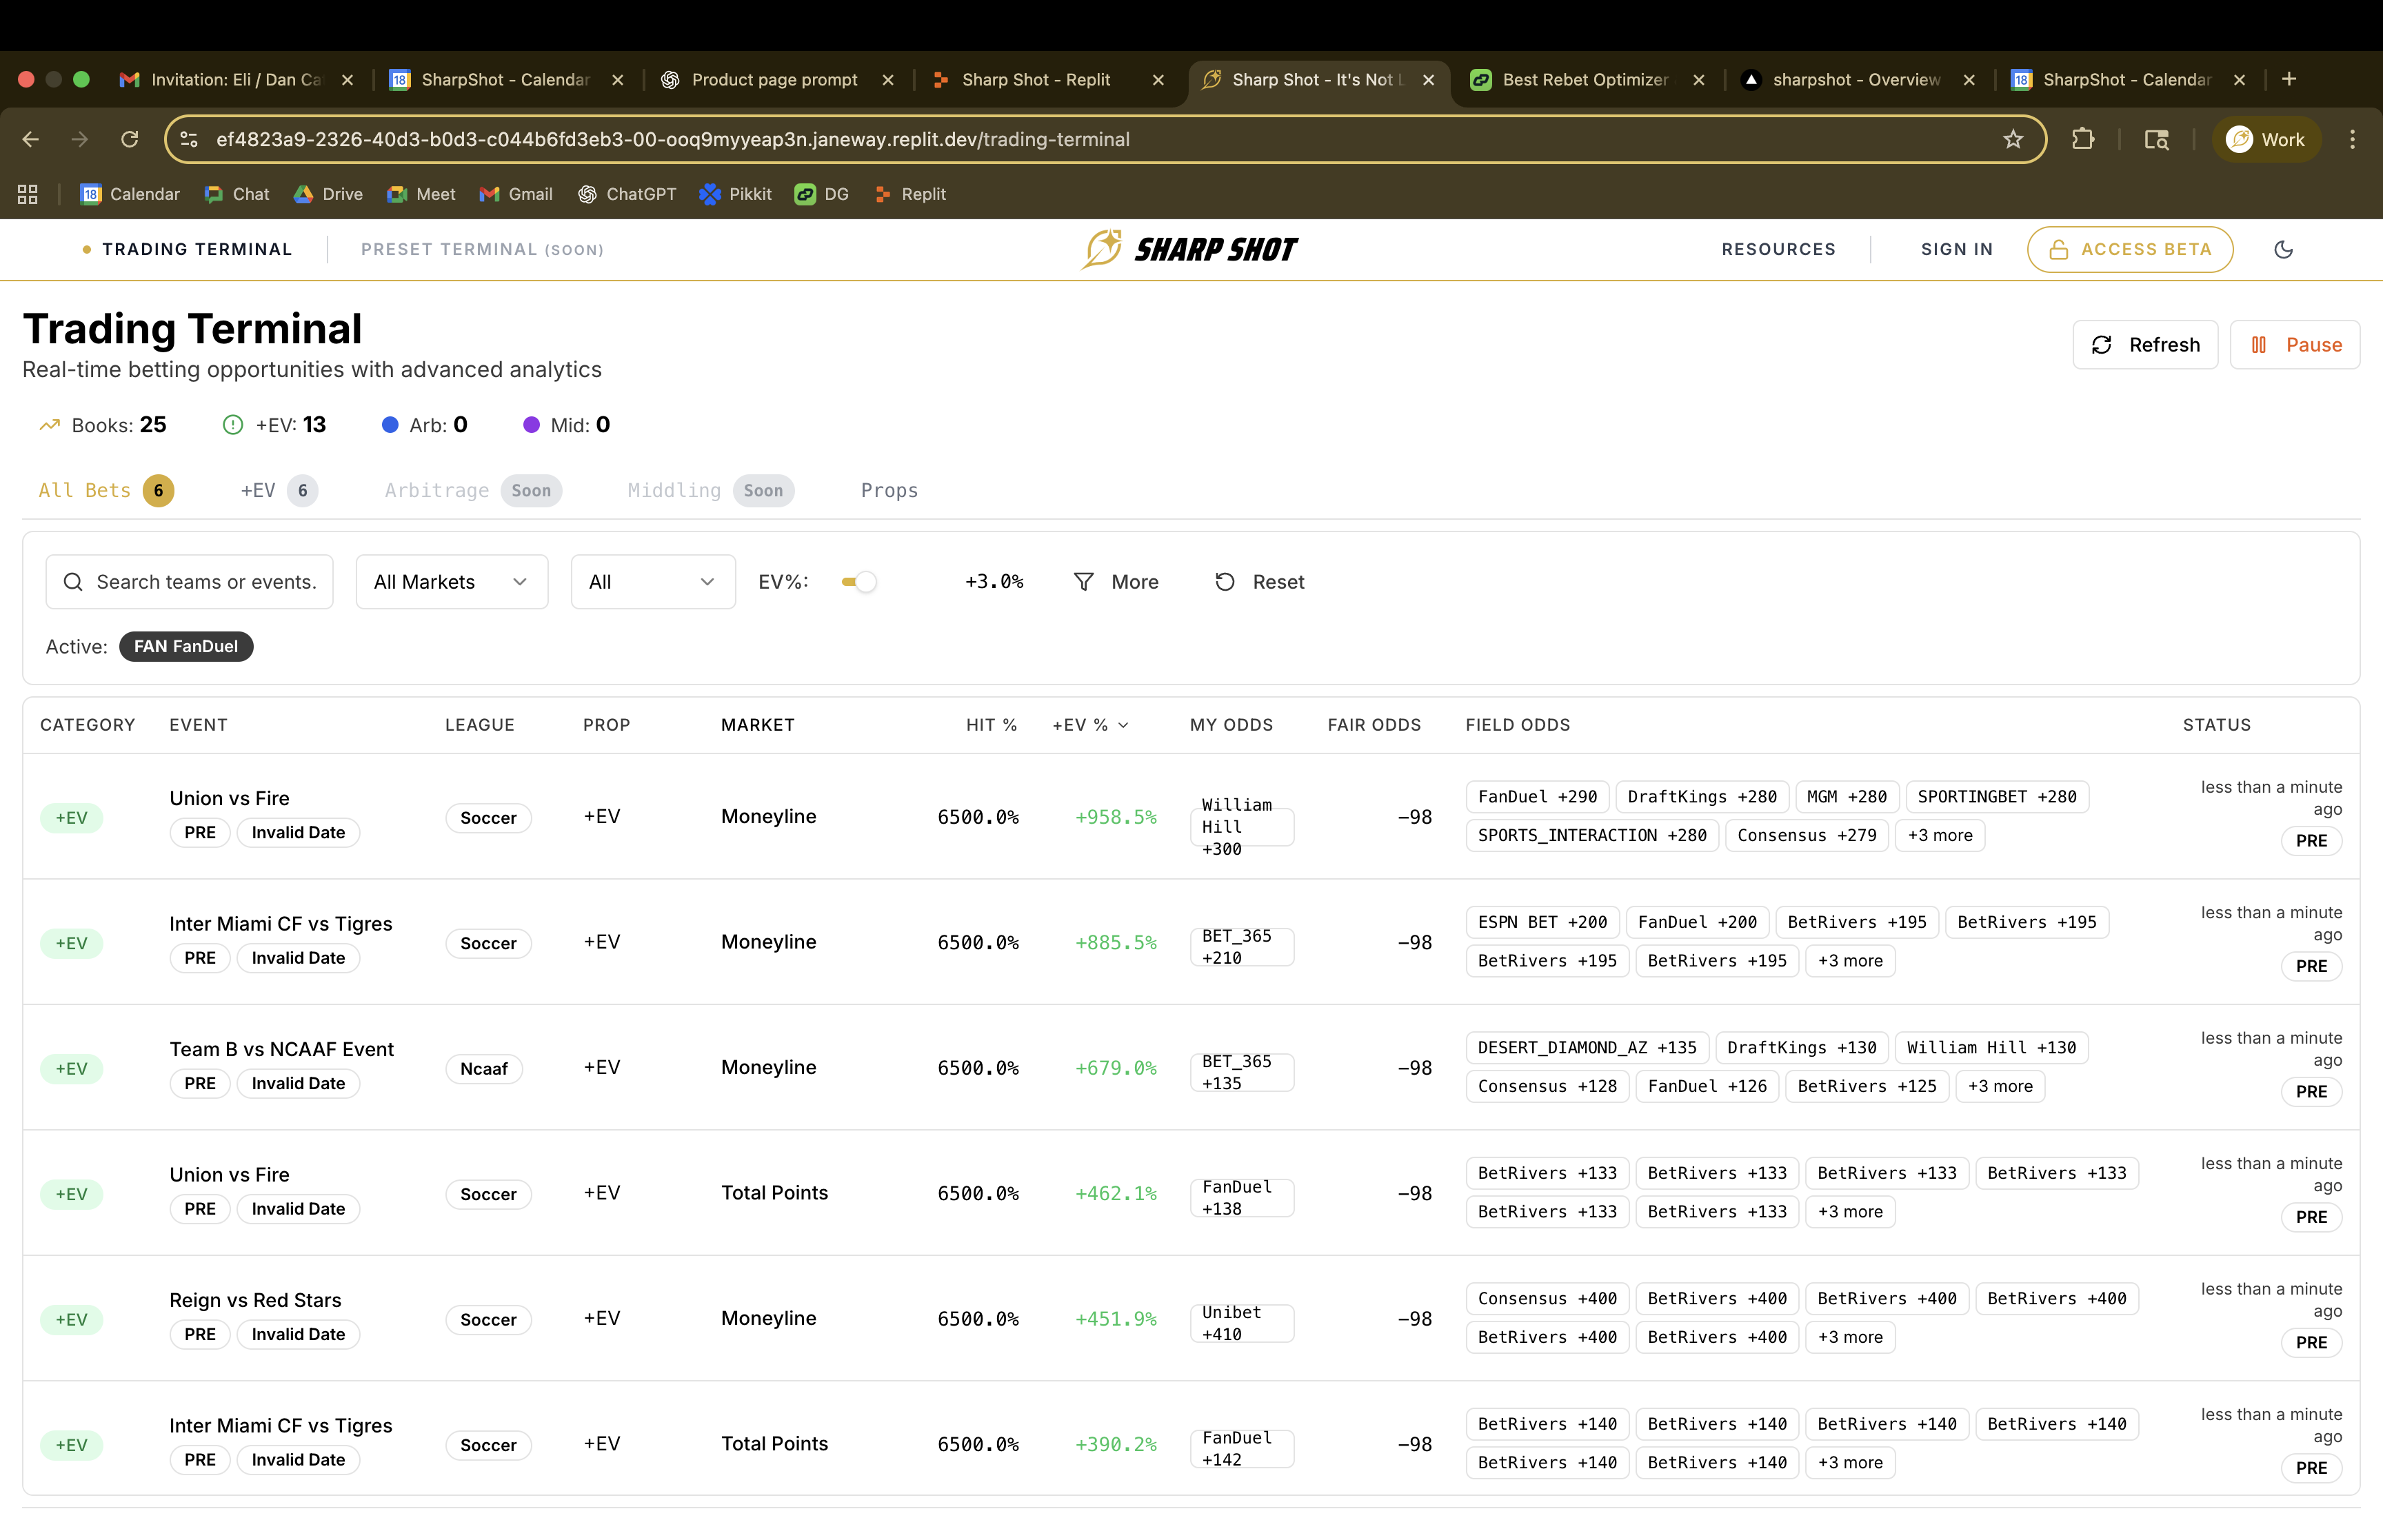 Invitation: Eli / Dan Ca
SharpShot - Calendar
Product page prompt
Sharp Shot - Replit
Sharp Shot - It's Not L
Best Rebet Optimizer
sharpshot - Overview
SharpShot - Calendar
ef4823a9-2326-40d3-b0d3-c044b6fd3eb3-00-ooq9myyeap3n.janeway.replit.dev/trading-terminal
Work
Calendar
Chat
Drive
Meet
Gmail
ChatGPT
Pikkit
DG
Replit
TRADING TERMINAL
PRESET TERMINAL (SOON)
SHARP SHOT
RESOURCES
SIGN IN
ACCESS BETA
Trading Terminal
Real-time betting opportunities with advanced analytics
Refresh
Pause
Books: 25
+EV: 13
Arb: 0
Mid: 0
All Bets 6
+EV 6
Arbitrage Soon
Middling Soon
Props
Search teams or events.
All Markets
All
EV%:
+3.0%
More
Reset
Active: FAN FanDuel
CATEGORY EVENT LEAGUE PROP MARKET HIT % +EV % MY ODDS FAIR ODDS FIELD ODDS STATUS
+EV
Union vs Fire
PRE Invalid Date
Soccer
+EV
Moneyline
6500.0%
+958.5%
William
Hill
+300
−98
FanDuel +290 DraftKings +280 MGM +280 SPORTINGBET +280
SPORTS_INTERACTION +280 Consensus +279 +3 more
less than a minute
ago
PRE
+EV
Inter Miami CF vs Tigres
PRE Invalid Date
Soccer
+EV
Moneyline
6500.0%
+885.5%
BET_365
+210
−98
ESPN BET +200 FanDuel +200 BetRivers +195 BetRivers +195
BetRivers +195 BetRivers +195 +3 more
less than a minute
ago
PRE
+EV
Team B vs NCAAF Event
PRE Invalid Date
Ncaaf
+EV
Moneyline
6500.0%
+679.0%
BET_365
+135
−98
DESERT_DIAMOND_AZ +135 DraftKings +130 William Hill +130
Consensus +128 FanDuel +126 BetRivers +125 +3 more
less than a minute
ago
PRE
+EV
Union vs Fire
PRE Invalid Date
Soccer
+EV
Total Points
6500.0%
+462.1%
FanDuel
+138
−98
BetRivers +133 BetRivers +133 BetRivers +133 BetRivers +133
BetRivers +133 BetRivers +133 +3 more
less than a minute
ago
PRE
+EV
Reign vs Red Stars
PRE Invalid Date
Soccer
+EV
Moneyline
6500.0%
+451.9%
Unibet
+410
−98
Consensus +400 BetRivers +400 BetRivers +400 BetRivers +400
BetRivers +400 BetRivers +400 +3 more
less than a minute
ago
PRE
+EV
Inter Miami CF vs Tigres
PRE Invalid Date
Soccer
+EV
Total Points
6500.0%
+390.2%
FanDuel
+142
−98
BetRivers +140 BetRivers +140 BetRivers +140 BetRivers +140
BetRivers +140 BetRivers +140 +3 more
less than a minute
ago
PRE